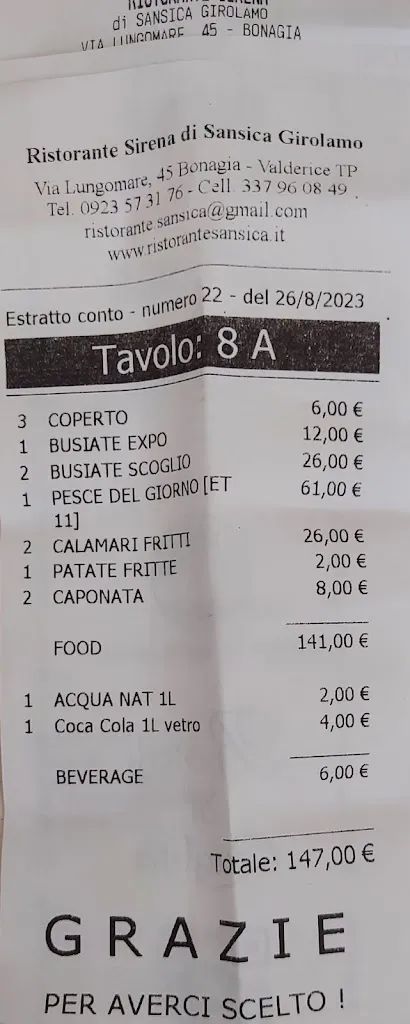 di SANSICA GIROLAMO
VIA LUNGOMARE 45 - BONAGIA
Ristorante Sirena di Sansica Girolamo
Via Lungomare, 45 Bonagia - Valderice TP
Tel. 0923 57 31 76 - Cell. 337 96 08 49
ristorante.sansica@gmail.com
www.ristorantesansica.it
Estratto conto - numero 22 - del 26/8/2023
Tavolo: 8 A
3 COPERTO 6,00 €
1 BUSIATE EXPO 12,00 €
2 BUSIATE SCOGLIO 26,00 €
1 PESCE DEL GIORNO [ET 61,00 €
11]
2 CALAMARI FRITTI 26,00 €
1 PATATE FRITTE 2,00 €
2 CAPONATA 8,00 €
FOOD 141,00 €
1 ACQUA NAT 1L 2,00 €
1 Coca Cola 1L vetro 4,00 €
BEVERAGE 6,00 €
Totale: 147,00 €
GRAZIE
PER AVERCI SCELTO !